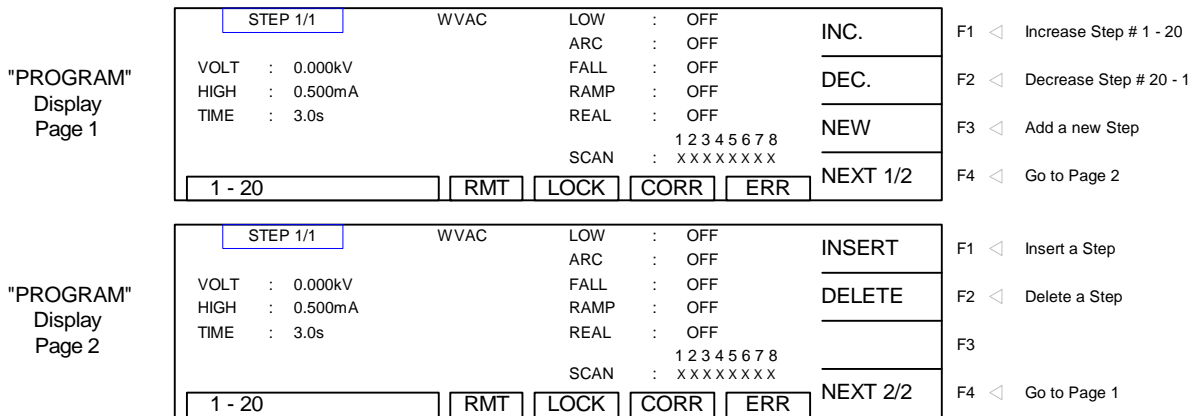 "PROGRAM"
Display
Page 1
STEP 1/1 WVAC LOW : OFF
ARC : OFF
VOLT : 0.000kV FALL : OFF
HIGH : 0.500mA RAMP : OFF
TIME : 3.0s REAL : OFF
1 2 3 4 5 6 7 8
SCAN : X X X X X X X X
1 - 20 RMT LOCK CORR ERR
INC. F1 Increase Step # 1 - 20
DEC. F2 Decrease Step # 20 - 1
NEW F3 Add a new Step
NEXT 1/2 F4 Go to Page 2
"PROGRAM"
Display
Page 2
STEP 1/1 WVAC LOW : OFF
ARC : OFF
VOLT : 0.000kV FALL : OFF
HIGH : 0.500mA RAMP : OFF
TIME : 3.0s REAL : OFF
1 2 3 4 5 6 7 8
SCAN : X X X X X X X X
1 - 20 RMT LOCK CORR ERR
INSERT F1 Insert a Step
DELETE F2 Delete a Step
F3
NEXT 2/2 F4 Go to Page 1